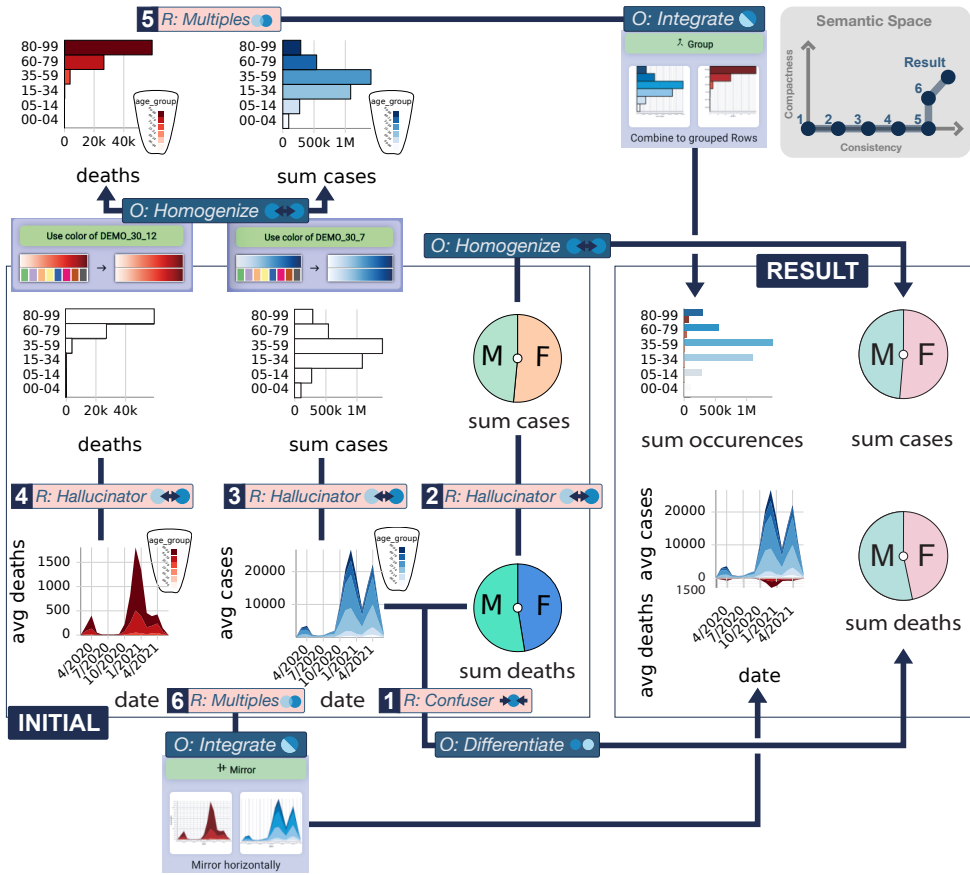 5 R: Multiples
O: Integrate
Group
Combine to grouped Rows
Semantic Space
Compactness
Result
1 2 3 4 5 6
Consistency
80-99
60-79
35-59
15-34
05-14
00-04
0 20k 40k
age_group
deaths
80-99
60-79
35-59
15-34
05-14
00-04
0 500k 1M
age_group
sum cases
O: Homogenize
Use color of DEMO_30_12
Use color of DEMO_30_7
O: Homogenize
RESULT
80-99
60-79
35-59
15-34
05-14
00-04
0 20k 40k
deaths
80-99
60-79
35-59
15-34
05-14
00-04
0 500k 1M
sum cases
M F
sum cases
80-99
60-79
35-59
15-34
05-14
00-04
0 500k 1M
sum occurences
M F
sum cases
4 R: Hallucinator
3 R: Hallucinator
2 R: Hallucinator
avg deaths
1500
1000
500
0
4/2020
7/2020
10/2020
1/2021
4/2021
date
age_group
avg cases
20000
10000
4/2020
7/2020
10/2020
1/2021
4/2021
date
age_group
M F
sum deaths
avg deaths avg cases
20000
10000
0
1500
4/2020
7/2020
10/2020
1/2021
4/2021
date
M F
sum deaths
6 R: Multiples
1 R: Confuser
INITIAL
O: Integrate
O: Differentiate
Mirror
Mirror horizontally